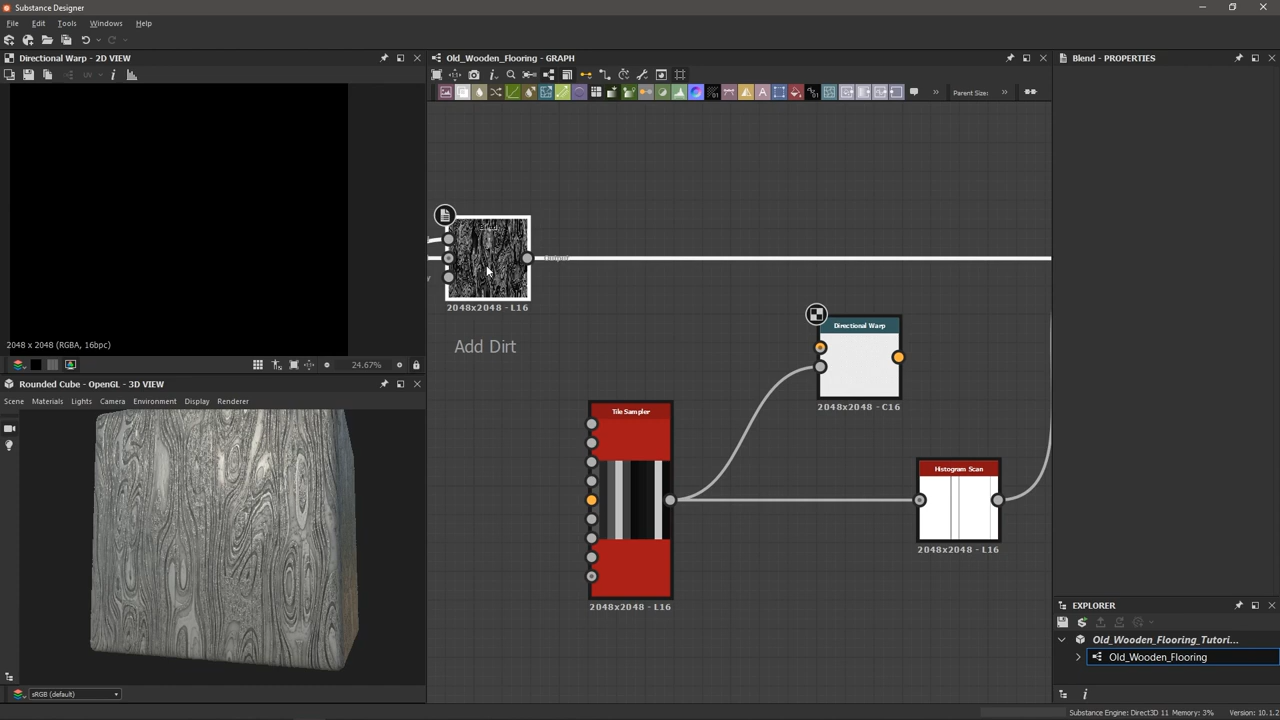 Substance Designer
File Edit Tools Windows Help
Directional Warp - 2D VIEW
UV
2048 x 2048 (RGBA, 16bpc)
24.67%
Rounded Cube - OpenGL - 3D VIEW
Scene Materials Lights Camera Environment Display Renderer
sRGB (default)
Old_Wooden_Flooring - GRAPH
Parent Size:
Output
2048x2048 - L16
Add Dirt
Directional Warp
2048x2048 - C16
Tile Sampler
2048x2048 - L16
Histogram Scan
2048x2048 - L16
Blend - PROPERTIES
EXPLORER
Old_Wooden_Flooring_Tutori...
Old_Wooden_Flooring
Substance Engine: Direct3D 11 Memory: 3% Version: 10.1.2